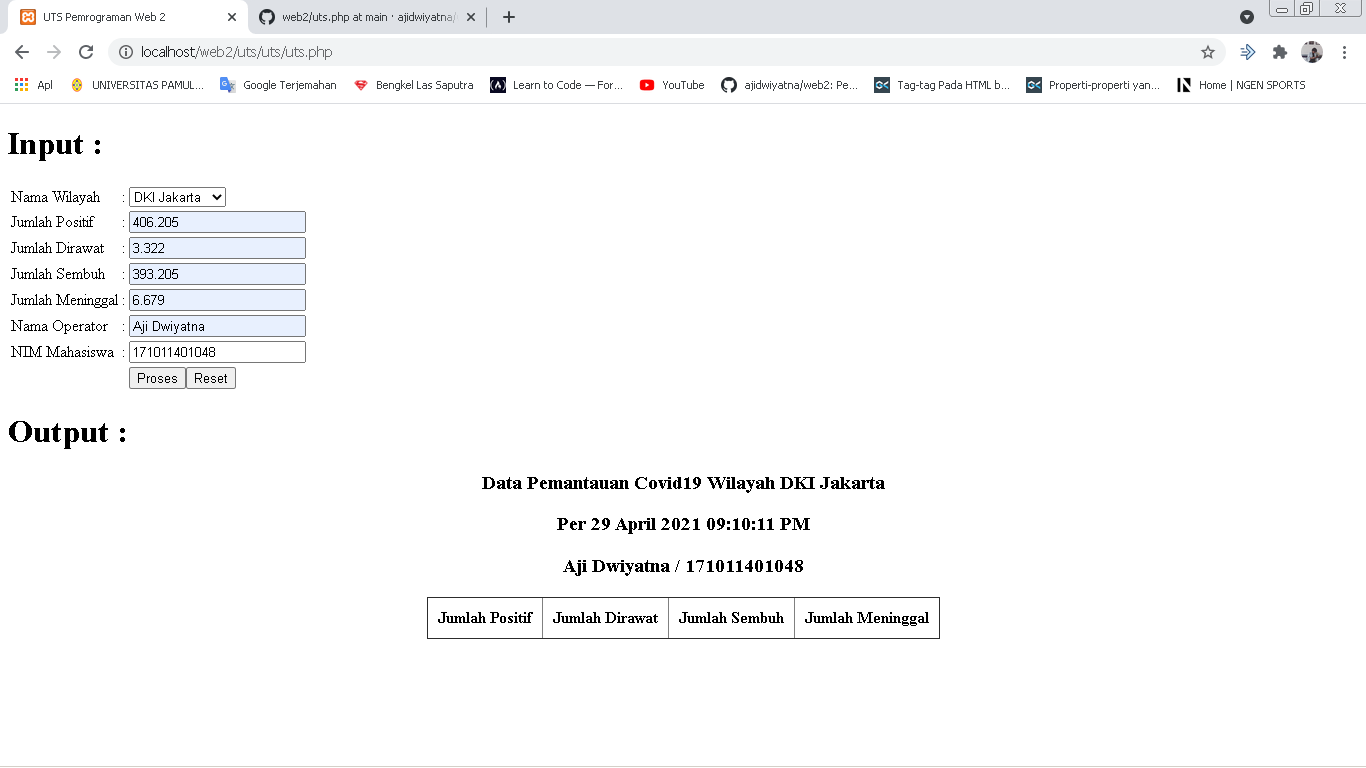 UTS Pemrograman Web 2
web2/uts.php at main · ajidwiyatna/
localhost/web2/uts/uts/uts.php
Apl
UNIVERSITAS PAMUL...
Google Terjemahan
Bengkel Las Saputra
Learn to Code — For...
YouTube
ajidwiyatna/web2: Pe...
Tag-tag Pada HTML b...
Properti-properti yan...
Home | NGEN SPORTS
Input :
Nama Wilayah : DKI Jakarta
Jumlah Positif : 406.205
Jumlah Dirawat : 3.322
Jumlah Sembuh : 393.205
Jumlah Meninggal : 6.679
Nama Operator : Aji Dwiyatna
NIM Mahasiswa : 171011401048
Proses Reset
Output :
Data Pemantauan Covid19 Wilayah DKI Jakarta
Per 29 April 2021 09:10:11 PM
Aji Dwiyatna / 171011401048
Jumlah Positif Jumlah Dirawat Jumlah Sembuh Jumlah Meninggal